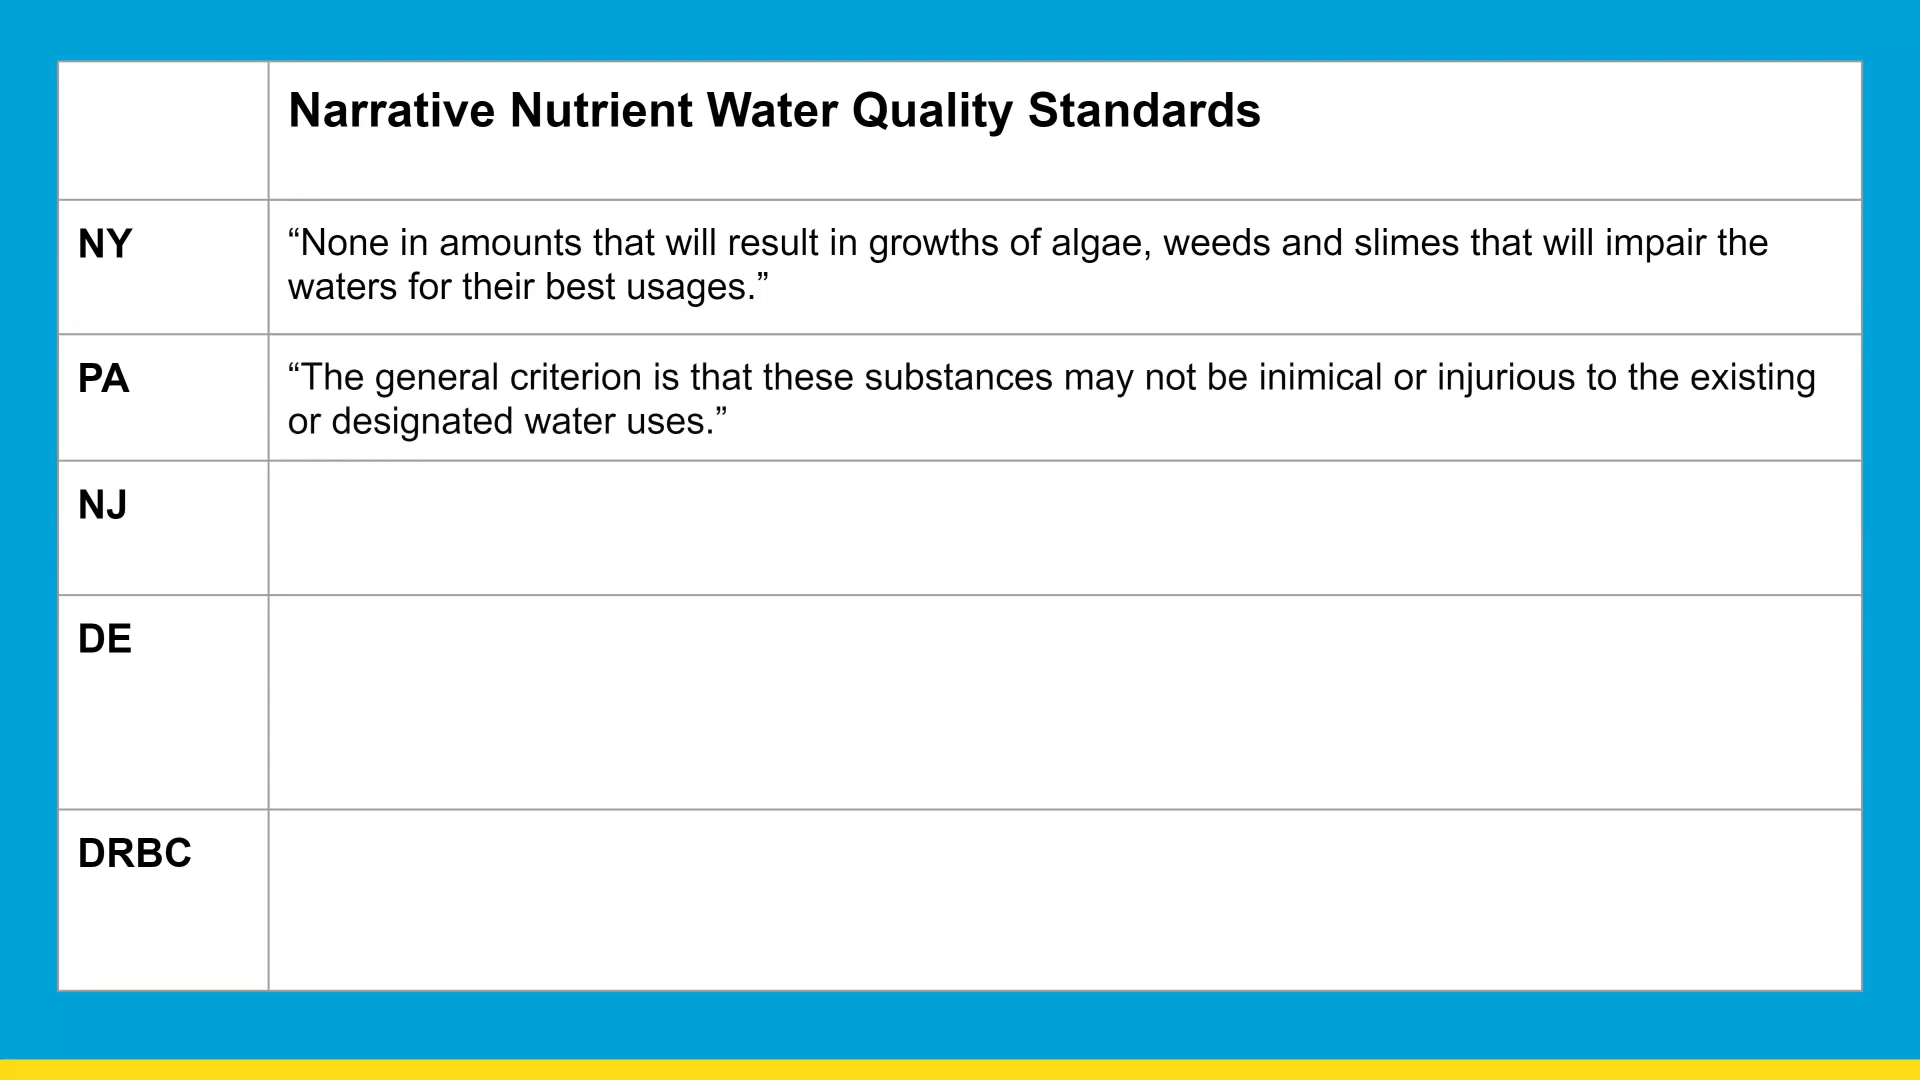 Narrative Nutrient Water Quality Standards
NY
“None in amounts that will result in growths of algae, weeds and slimes that will impair the
waters for their best usages.”
PA
“The general criterion is that these substances may not be inimical or injurious to the existing
or designated water uses.”
NJ
DE
DRBC